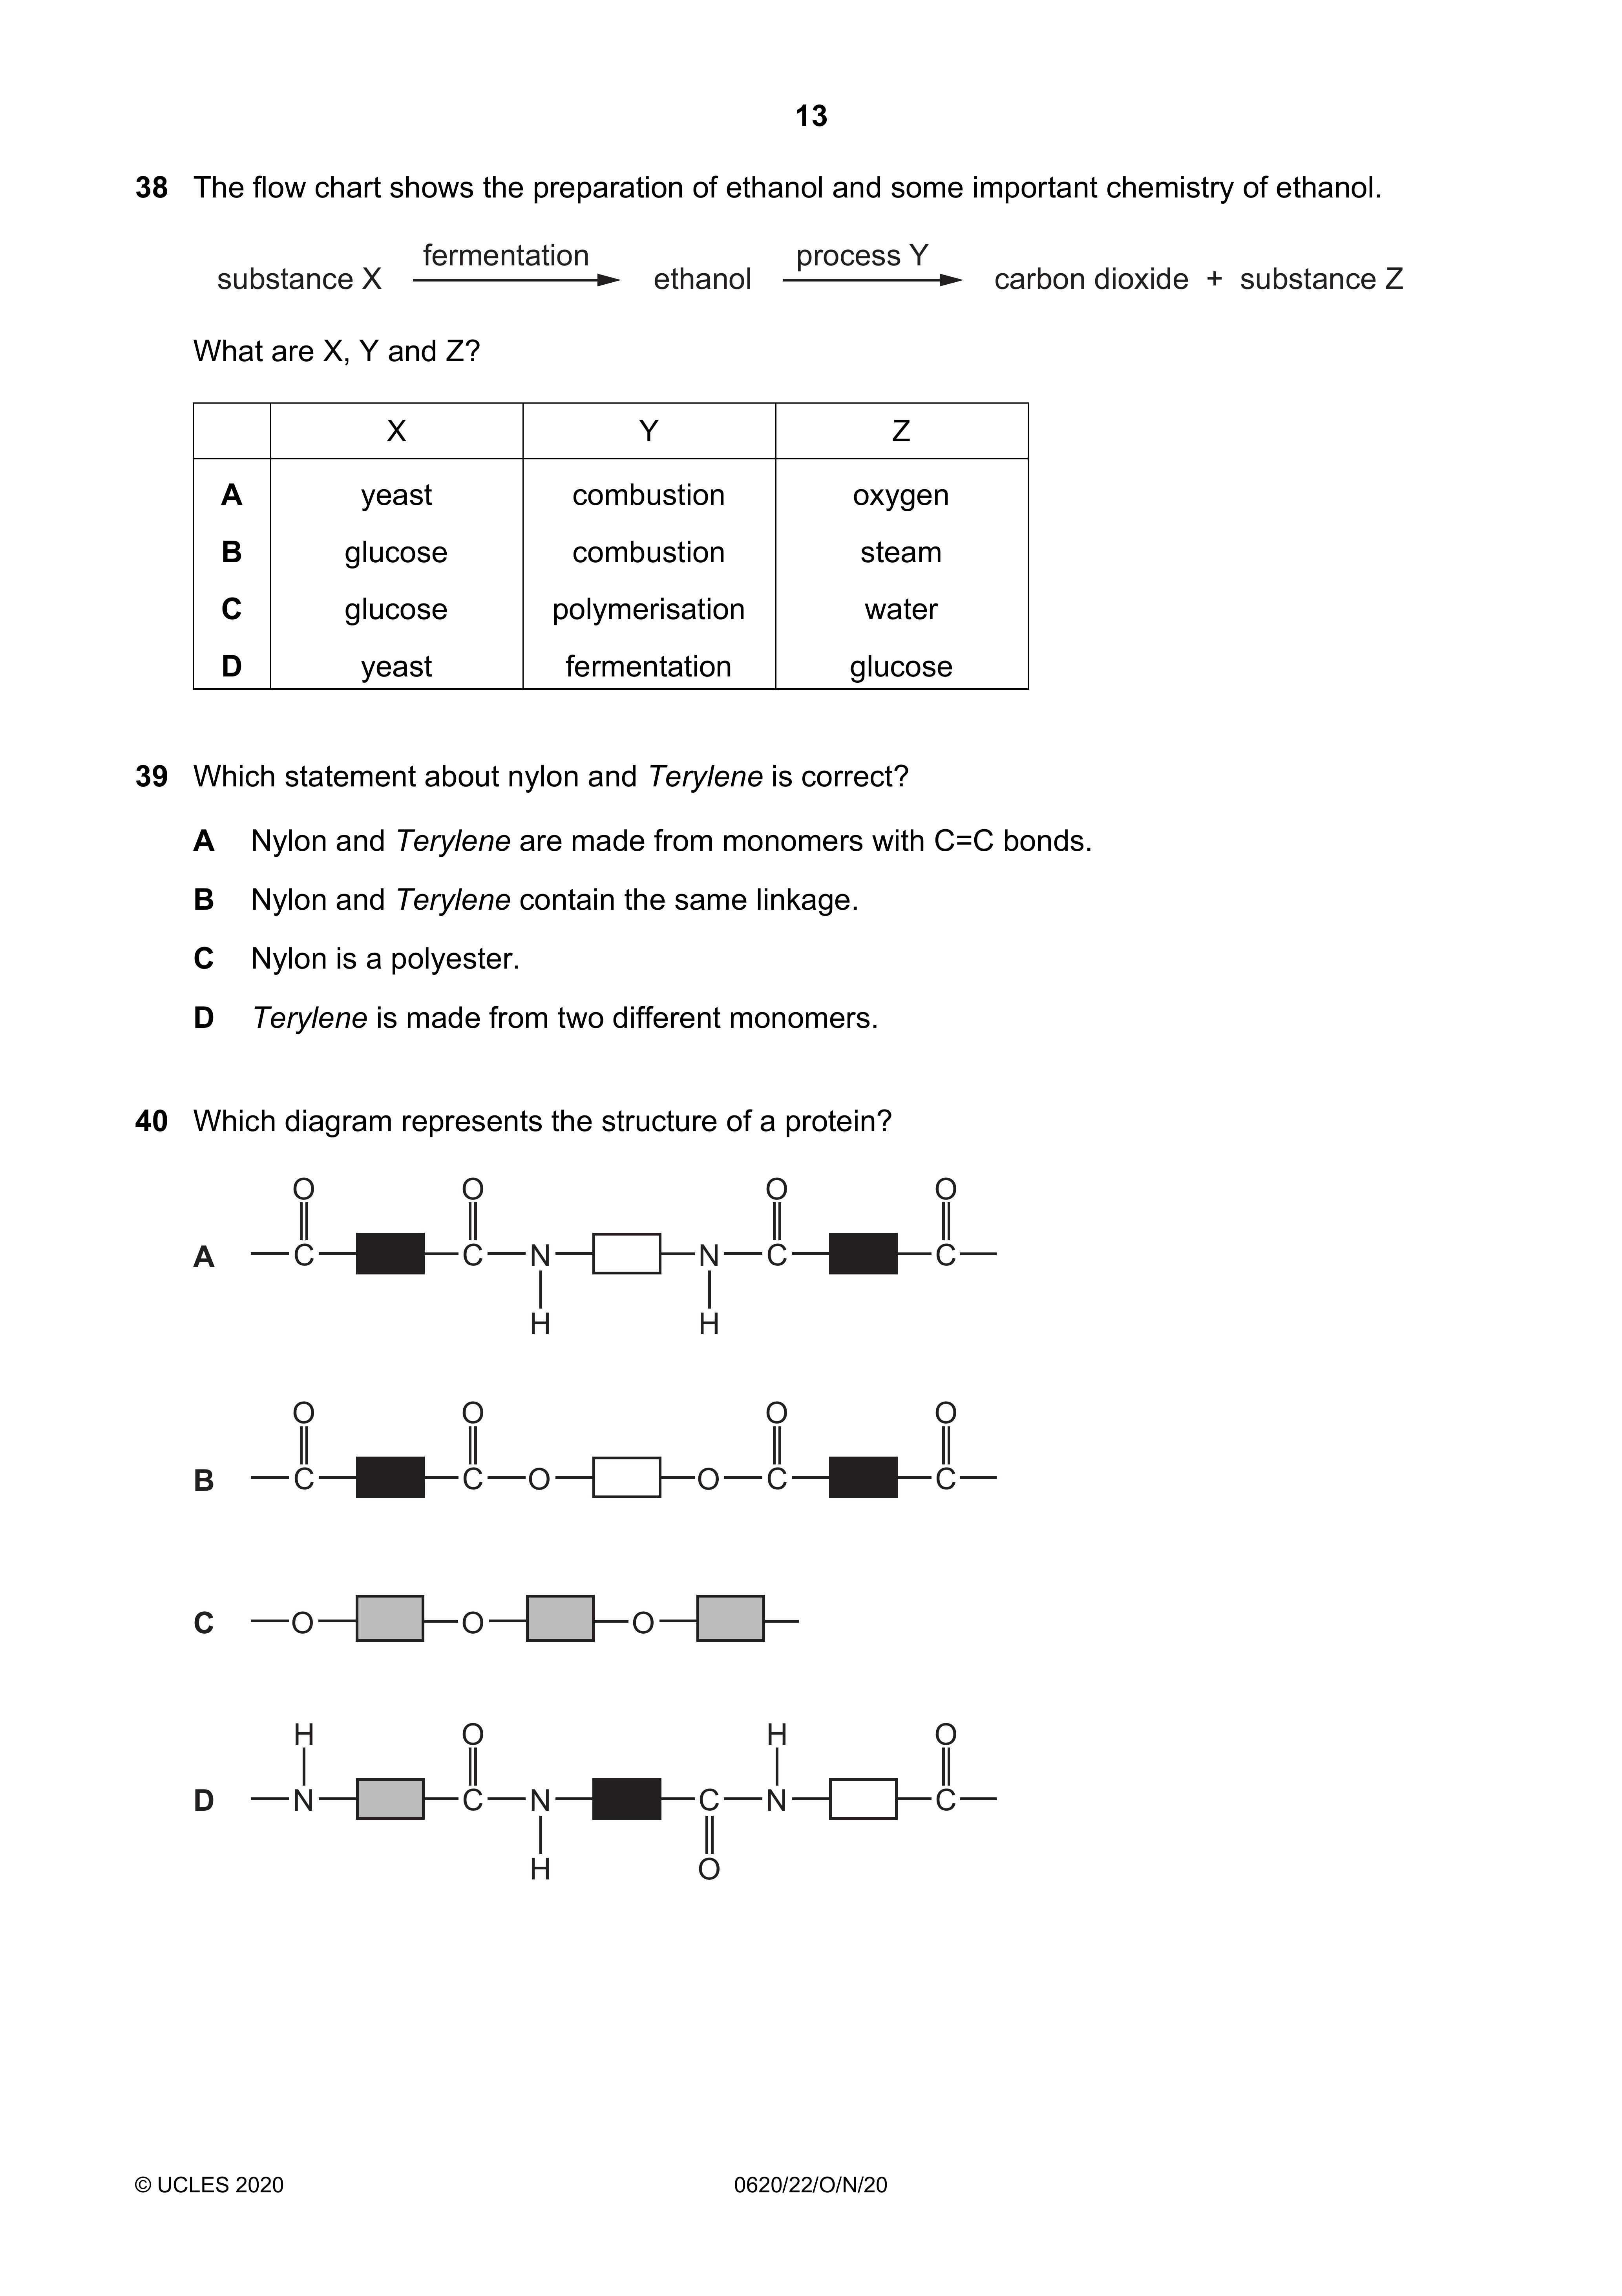 13
38 The flow chart shows the preparation of ethanol and some important chemistry of ethanol.
fermentation process Y
substance X ethanol carbon dioxide + substance Z
What are X, Y and Z?
X Y Z
A yeast combustion oxygen
B glucose combustion steam
C glucose polymerisation water
D yeast fermentation glucose
39 Which statement about nylon and Terylene is correct?
A Nylon and Terylene are made from monomers with C=C bonds.
B Nylon and Terylene contain the same linkage.
C Nylon is a polyester.
D Terylene is made from two different monomers.
40 Which diagram represents the structure of a protein?
O O O O
A C C N N C C
H H
O O O O
B C C O O C C
C O O O
H O H O
D N C N C N C
H O
© UCLES 2020 0620/22/O/N/20